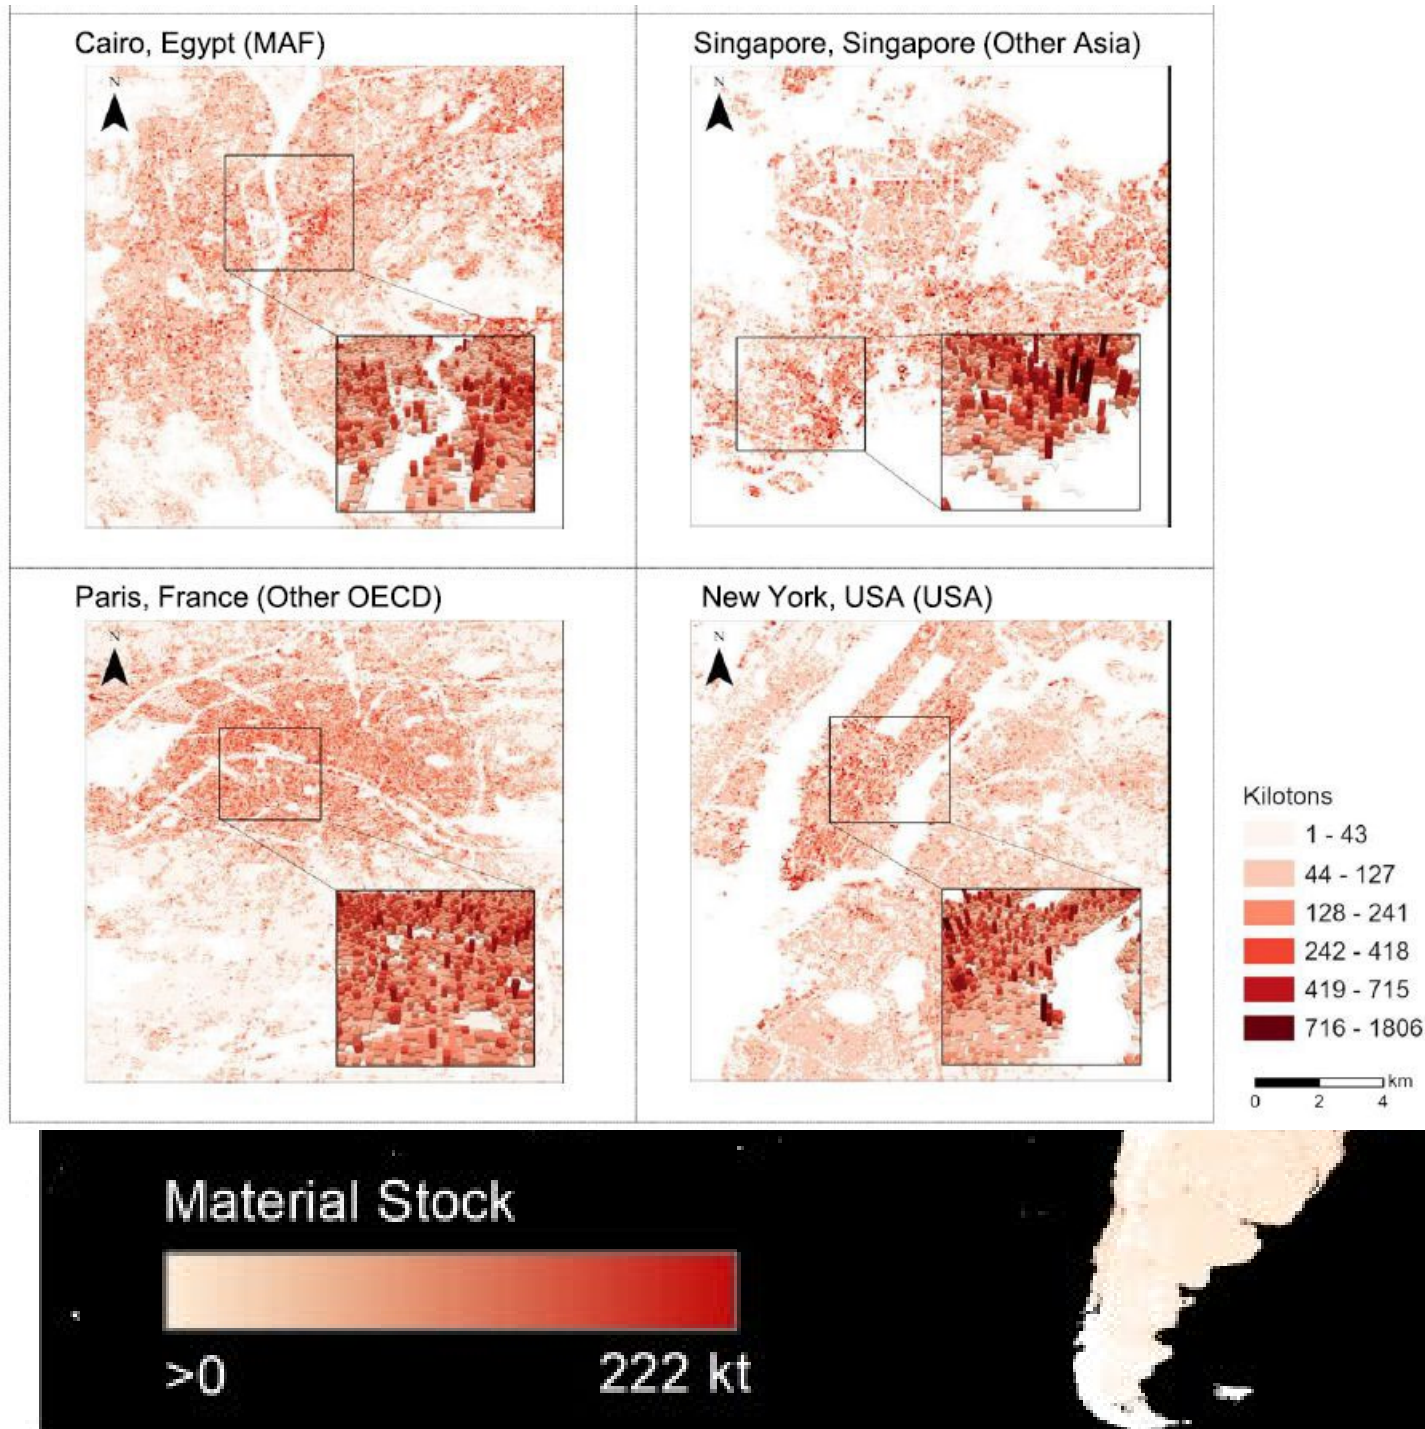 Cairo, Egypt (MAF)
Singapore, Singapore (Other Asia)
N
N
Paris, France (Other OECD)
New York, USA (USA)
N
N
Kilotons
1 - 43
44 - 127
128 - 241
242 - 418
419 - 715
716 - 1806
km
0 2 4
Material Stock
>0 222 kt